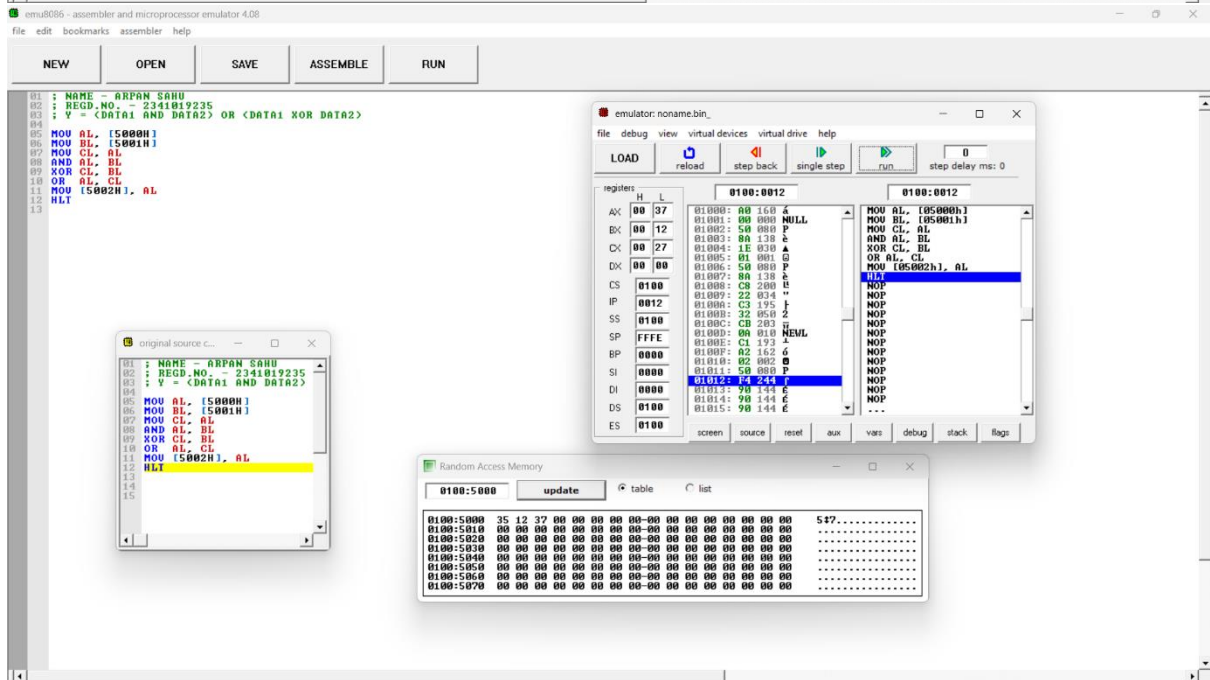 emu8086 - assembler and microprocessor emulator 4.08
file edit bookmarks assembler help
NEW OPEN SAVE ASSEMBLE RUN
01 ; NAME - ARPAN SAHU
02 ; REGD.NO. - 2341019235
03 ; Y = (DATA1 AND DATA2) OR (DATA1 XOR DATA2)
04
05 MOV AL, [5000H]
06 MOV BL, [5001H]
07 MOV CL, AL
08 AND AL, BL
09 XOR CL, BL
10 OR AL, CL
11 MOV [5002H], AL
12 HLT
13
original source c...
01 ; NAME - ARPAN SAHU
02 ; REGD.NO. - 2341019235
03 ; Y = (DATA1 AND DATA2)
04
05 MOV AL, [5000H]
06 MOV BL, [5001H]
07 MOV CL, AL
08 AND AL, BL
09 XOR CL, BL
10 OR AL, CL
11 MOV [5002H], AL
12 HLT
13
14
15
emulator: noname.bin_
file debug view virtual devices virtual drive help
LOAD reload step back single step run 0 step delay ms: 0
registers
H L
AX 00 37
BX 00 12
CX 00 27
DX 00 00
CS 0100
IP 0012
SS 0100
SP FFFE
BP 0000
SI 0000
DI 0000
DS 0100
ES 0100
0100:0012
01000: A0 160 á
01001: 00 000 NULL
01002: 50 080 P
01003: 8A 138 è
01004: 1E 030 ▲
01005: 01 001 ☺
01006: 50 080 P
01007: 8A 138 è
01008: C8 200 ╚
01009: 22 034 "
0100A: C3 195 ├
0100B: 32 050 2
0100C: CB 203 ╦
0100D: 0A 010 NEWL
0100E: C1 193 ┴
0100F: A2 162 ó
01010: 02 002 ☻
01011: 50 080 P
01012: F4 244 ⌠
01013: 90 144 É
01014: 90 144 É
01015: 90 144 É
0100:0012
MOV AL, [05000h]
MOV BL, [05001h]
MOV CL, AL
AND AL, BL
XOR CL, BL
OR AL, CL
MOV [05002h], AL
HLT
NOP
NOP
NOP
NOP
NOP
NOP
NOP
NOP
NOP
NOP
NOP
NOP
NOP
...
screen source reset aux vars debug stack flags
Random Access Memory
0100:5000 update table list
0100:5000 35 12 37 00 00 00 00 00-00 00 00 00 00 00 00 00 5↕7.............
0100:5010 00 00 00 00 00 00 00 00-00 00 00 00 00 00 00 00 ................
0100:5020 00 00 00 00 00 00 00 00-00 00 00 00 00 00 00 00 ................
0100:5030 00 00 00 00 00 00 00 00-00 00 00 00 00 00 00 00 ................
0100:5040 00 00 00 00 00 00 00 00-00 00 00 00 00 00 00 00 ................
0100:5050 00 00 00 00 00 00 00 00-00 00 00 00 00 00 00 00 ................
0100:5060 00 00 00 00 00 00 00 00-00 00 00 00 00 00 00 00 ................
0100:5070 00 00 00 00 00 00 00 00-00 00 00 00 00 00 00 00 ................